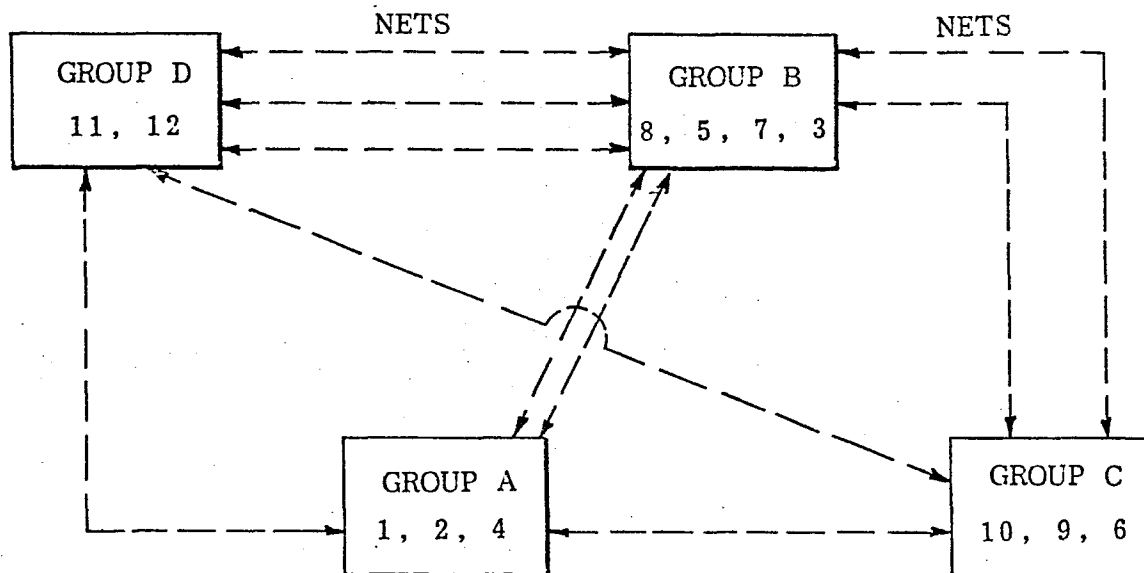 NETS
NETS
GROUP D
11, 12
GROUP B
8, 5, 7, 3
GROUP A
1, 2, 4
GROUP C
10, 9, 6